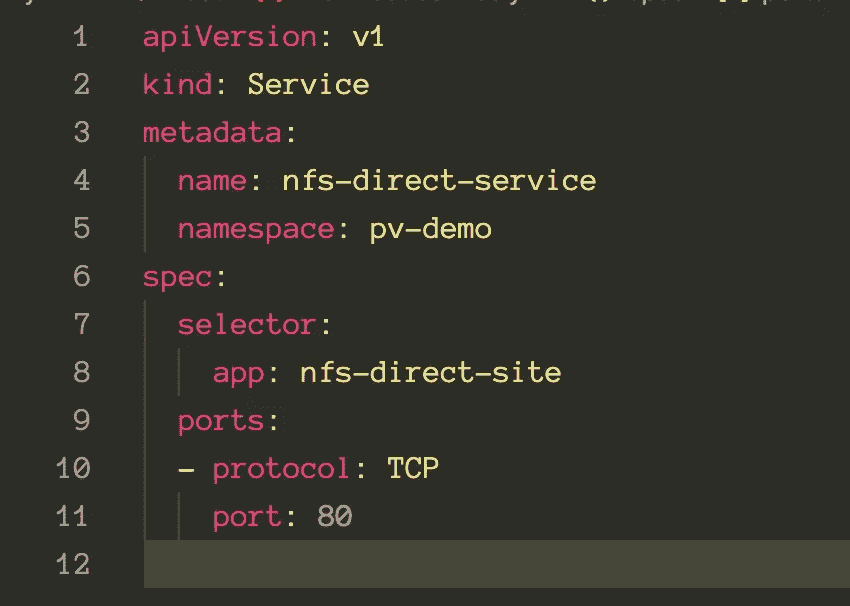 1 apiVersion: v1
2 kind: Service
3 metadata:
4   name: nfs-direct-service
5   namespace: pv-demo
6 spec:
7   selector:
8     app: nfs-direct-site
9   ports:
10   - protocol: TCP
11     port: 80
12